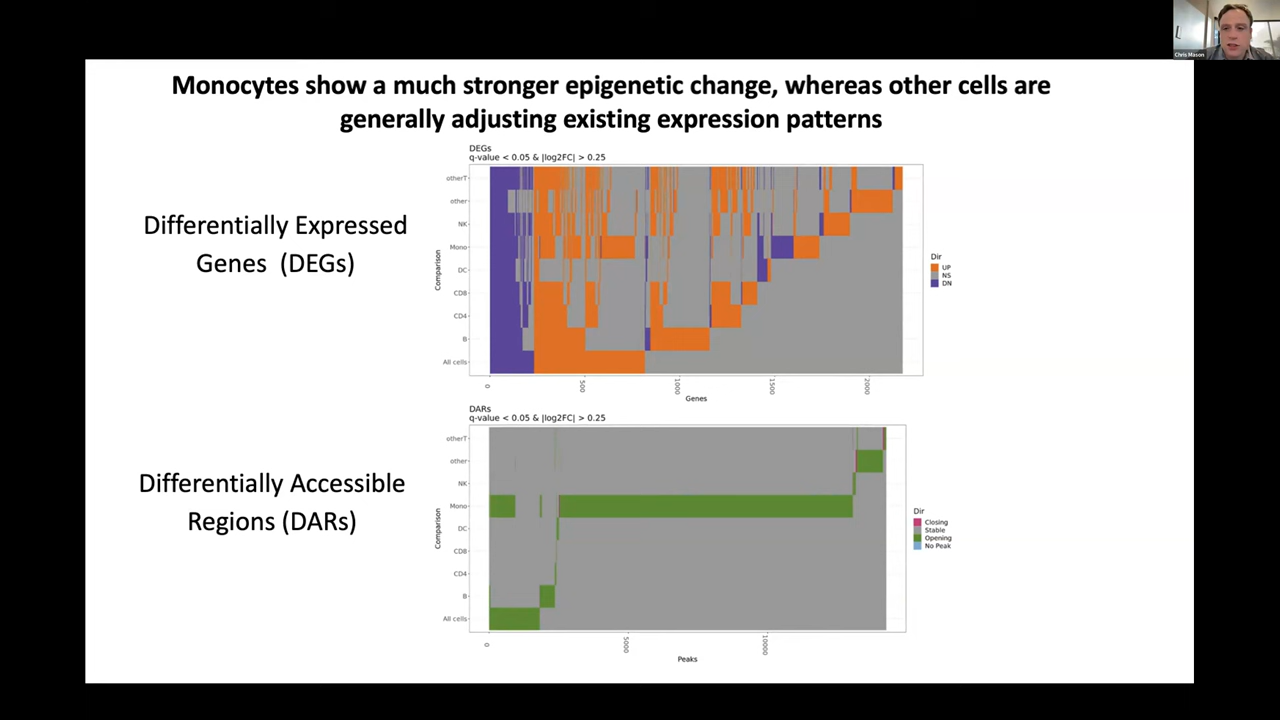 Chris Mason
Monocytes show a much stronger epigenetic change, whereas other cells are
generally adjusting existing expression patterns
Differentially Expressed
Genes (DEGs)
DEGs
q-value < 0.05 & |log2FC| > 0.25
Comparison
otherT
other
NK
Mono
DC
CD8
CD4
B
All cells
0
500
1000
1500
2000
Genes
Dir
UP
NS
DN
Differentially Accessible
Regions (DARs)
DARs
q-value < 0.05 & |log2FC| > 0.25
Comparison
otherT
other
NK
Mono
DC
CD8
CD4
B
All cells
0
5000
10000
Peaks
Dir
Closing
Stable
Opening
No Peak